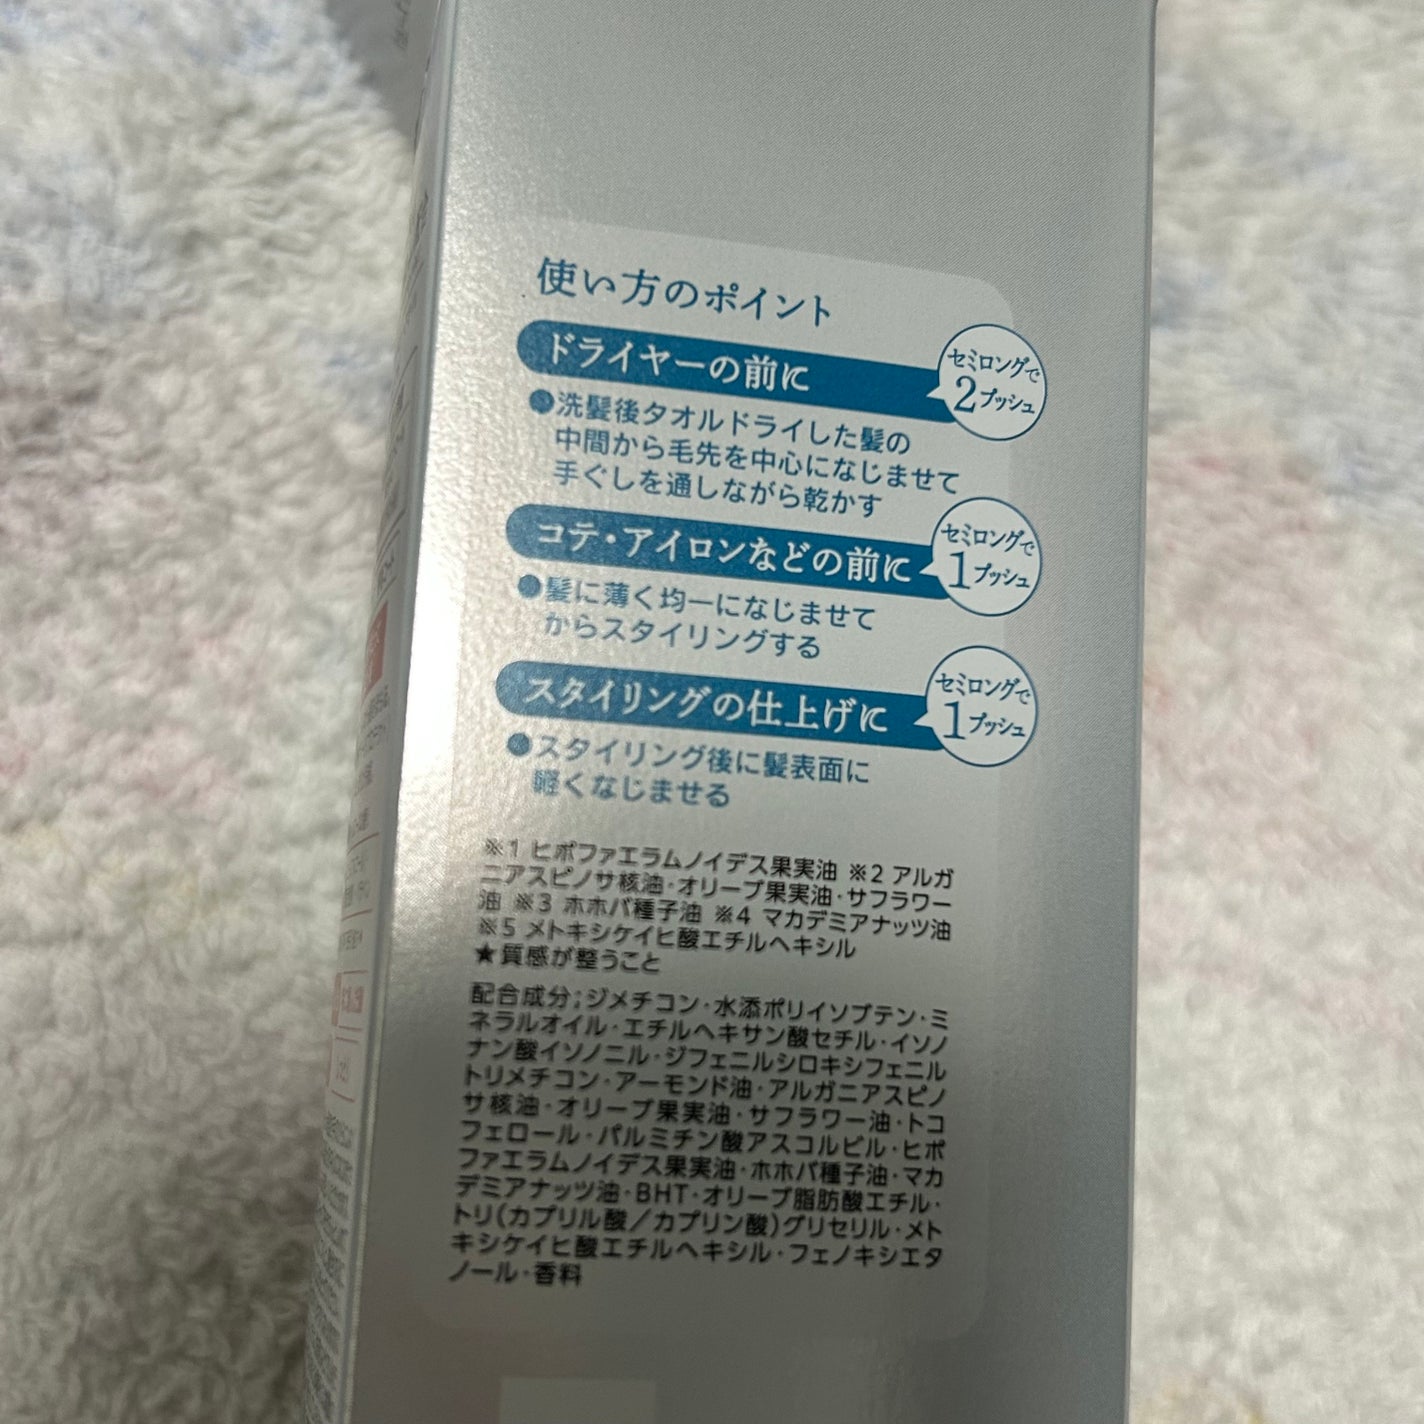 使い方のポイント
ドライヤーの前に
セミロングで
2プッシュ
●洗髪後タオルドライした髪の
中間から毛先を中心になじませて
手ぐしを通しながら乾かす
コテ・アイロンなどの前に
セミロングで
1プッシュ
●髪に薄く均一になじませて
からスタイリングする
スタイリングの仕上げに
セミロングで
1プッシュ
●スタイリング後に髪表面に
軽くなじませる
※1 ヒポファエラムノイデス果実油 ※2 アルガ
ニアスピノサ核油・オリーブ果実油・サフラワー
油 ※3 ホホバ種子油 ※4 マカデミアナッツ油
※5 メトキシケイヒ酸エチルヘキシル
★質感が整うこと
配合成分；ジメチコン・水添ポリイソブテン・ミ
ネラルオイル・エチルヘキサン酸セチル・イソノ
ナン酸イソノニル・ジフェニルシロキシフェニル
トリメチコン・アーモンド油・アルガニアスピノ
サ核油・オリーブ果実油・サフラワー油・トコ
フェロール・パルミチン酸アスコルビル・ヒポ
ファエラムノイデス果実油・ホホバ種子油・マカ
デミアナッツ油・BHT・オリーブ脂肪酸エチル・
トリ(カプリル酸／カプリン酸)グリセリル・メト
キシケイヒ酸エチルヘキシル・フェノキシエタ
ノール・香料